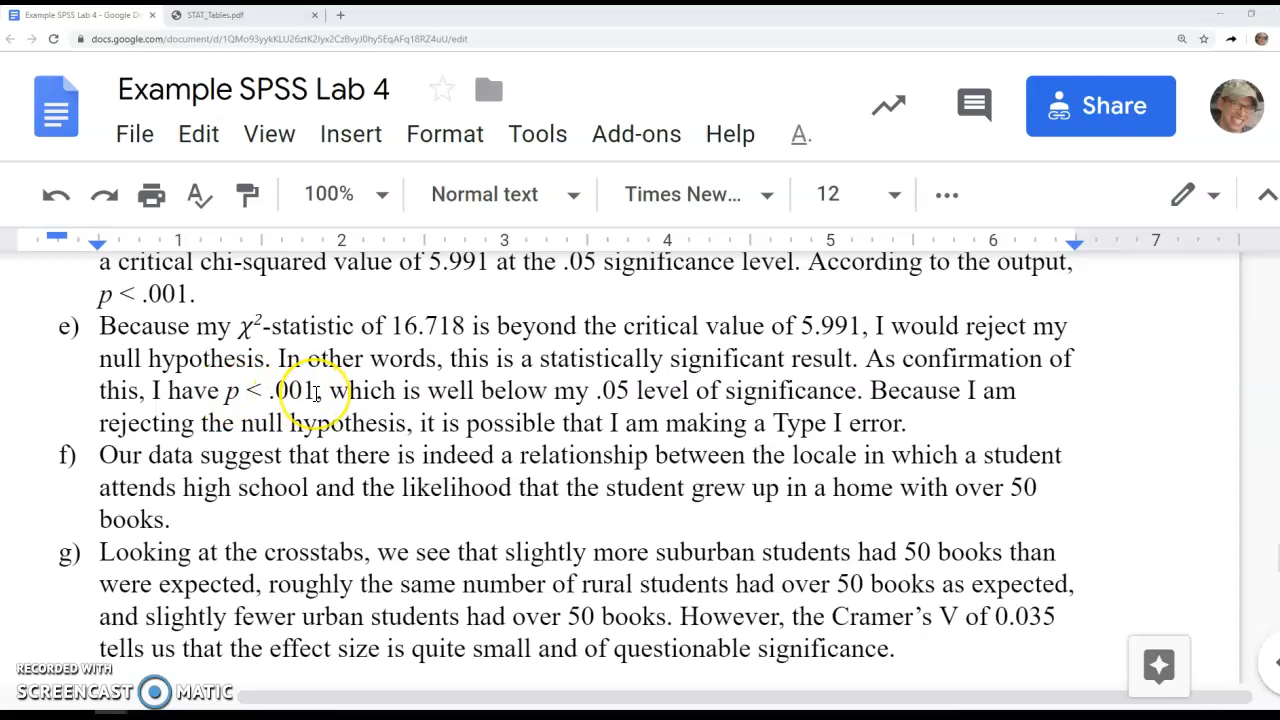 Example SPSS Lab 4 - Google D
STAT_Tables.pdf
docs.google.com/document/d/1QMo93yykKLU26ztK2lyx2CzBvyJ0hy5EqAFq18RZ4uU/edit
Example SPSS Lab 4
Share
File Edit View Insert Format Tools Add-ons Help A.
100% Normal text Times New... 12
1 2 3 4 5 6 7
a critical chi-squared value of 5.991 at the .05 significance level. According to the output,
p < .001.
e) Because my χ²-statistic of 16.718 is beyond the critical value of 5.991, I would reject my
null hypothesis. In other words, this is a statistically significant result. As confirmation of
this, I have p < .001, which is well below my .05 level of significance. Because I am
rejecting the null hypothesis, it is possible that I am making a Type I error.
f) Our data suggest that there is indeed a relationship between the locale in which a student
attends high school and the likelihood that the student grew up in a home with over 50
books.
g) Looking at the crosstabs, we see that slightly more suburban students had 50 books than
were expected, roughly the same number of rural students had over 50 books as expected,
and slightly fewer urban students had over 50 books. However, the Cramer’s V of 0.035
tells us that the effect size is quite small and of questionable significance.
RECORDED WITH
SCREENCAST MATIC